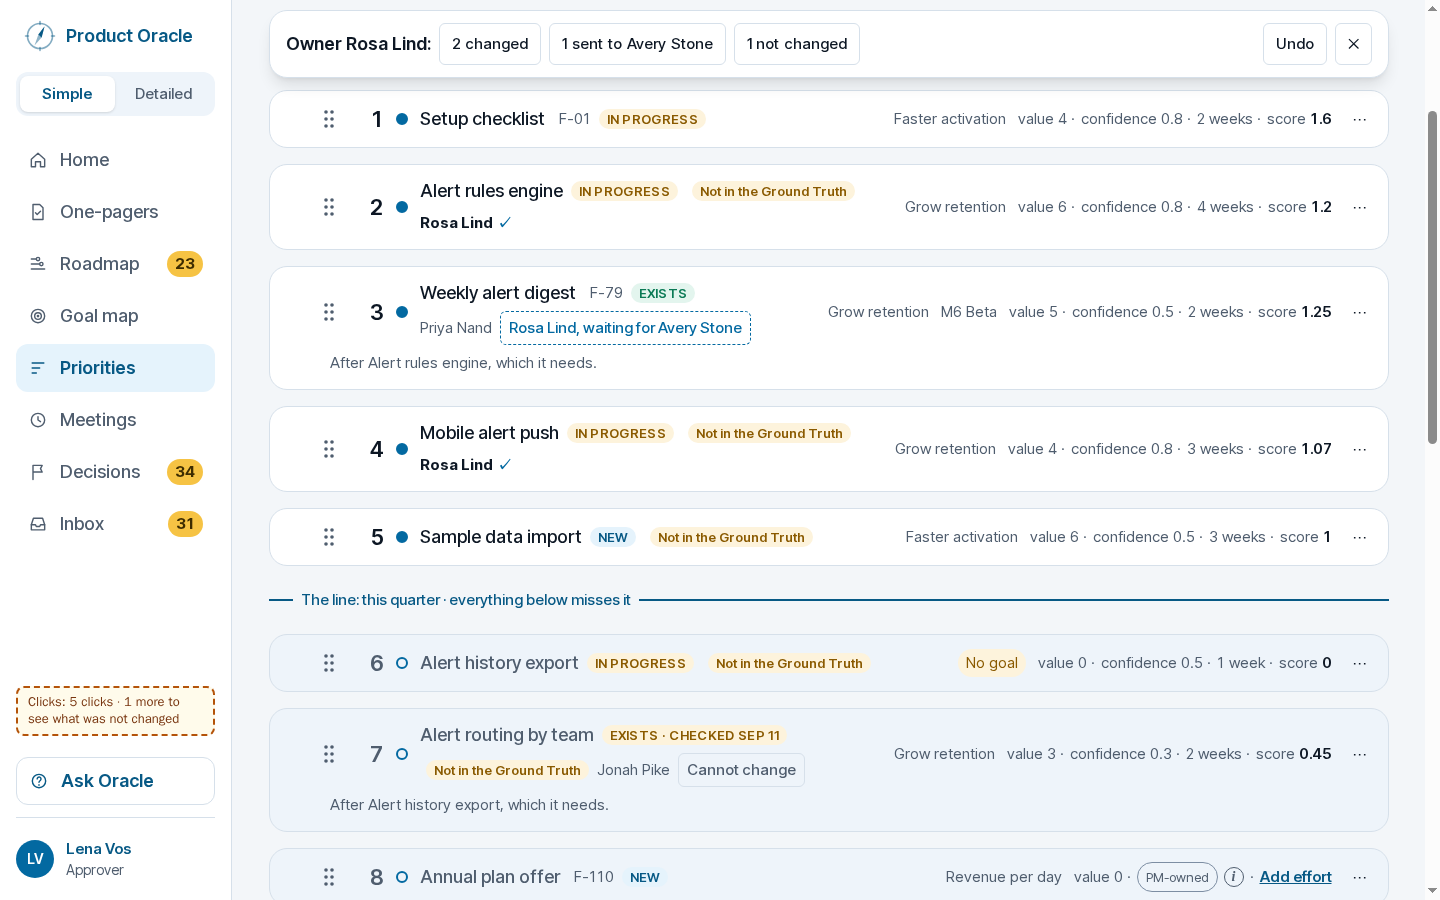 Product Oracle
Simple Detailed
Home
One-pagers
Roadmap 23
Goal map
Priorities
Meetings
Decisions 34
Inbox 31
Clicks: 5 clicks · 1 more to
see what was not changed
Ask Oracle
LV Lena Vos
Approver
Owner Rosa Lind: 2 changed 1 sent to Avery Stone 1 not changed Undo ×
1 Setup checklist F-01 IN PROGRESS Faster activation value 4 · confidence 0.8 · 2 weeks · score 1.6 ...
2 Alert rules engine IN PROGRESS Not in the Ground Truth Grow retention value 6 · confidence 0.8 · 4 weeks · score 1.2 ...
Rosa Lind ✓
3 Weekly alert digest F-79 EXISTS Grow retention M6 Beta value 5 · confidence 0.5 · 2 weeks · score 1.25 ...
Priya Nand Rosa Lind, waiting for Avery Stone
After Alert rules engine, which it needs.
4 Mobile alert push IN PROGRESS Not in the Ground Truth Grow retention value 4 · confidence 0.8 · 3 weeks · score 1.07 ...
Rosa Lind ✓
5 Sample data import NEW Not in the Ground Truth Faster activation value 6 · confidence 0.5 · 3 weeks · score 1 ...
The line: this quarter · everything below misses it
6 Alert history export IN PROGRESS Not in the Ground Truth No goal value 0 · confidence 0.5 · 1 week · score 0 ...
7 Alert routing by team EXISTS · CHECKED SEP 11 Grow retention value 3 · confidence 0.3 · 2 weeks · score 0.45 ...
Not in the Ground Truth Jonah Pike Cannot change
After Alert history export, which it needs.
8 Annual plan offer F-110 NEW Revenue per day value 0 · PM-owned i · Add effort ...